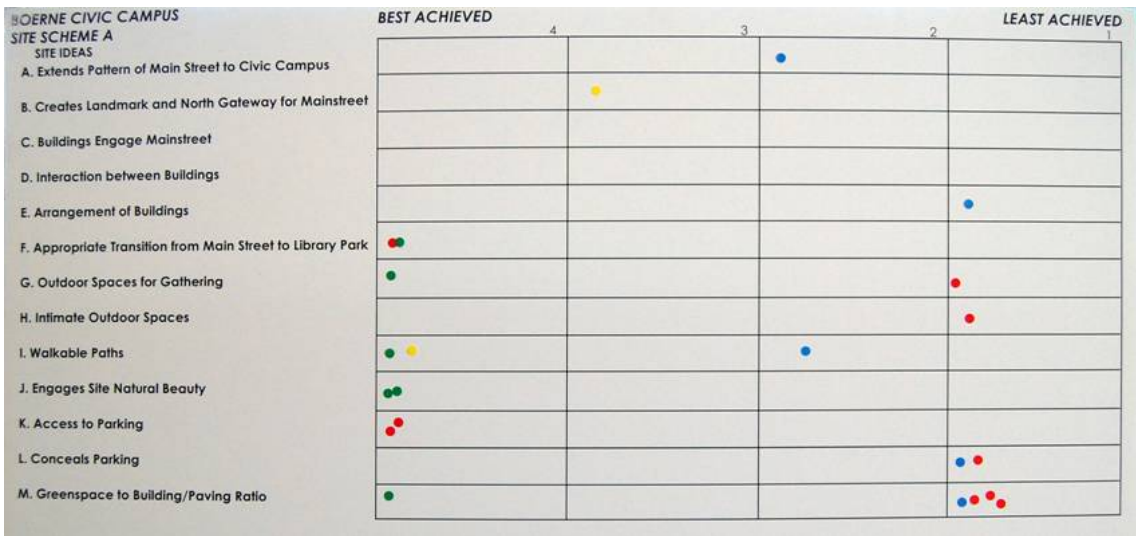 BOERNE CIVIC CAMPUS
SITE SCHEME A
SITE IDEAS
BEST ACHIEVED
LEAST ACHIEVED
4 3 2 1
A. Extends Pattern of Main Street to Civic Campus
B. Creates Landmark and North Gateway for Mainstreet
C. Buildings Engage Mainstreet
D. Interaction between Buildings
E. Arrangement of Buildings
F. Appropriate Transition from Main Street to Library Park
G. Outdoor Spaces for Gathering
H. Intimate Outdoor Spaces
I. Walkable Paths
J. Engages Site Natural Beauty
K. Access to Parking
L. Conceals Parking
M. Greenspace to Building/Paving Ratio